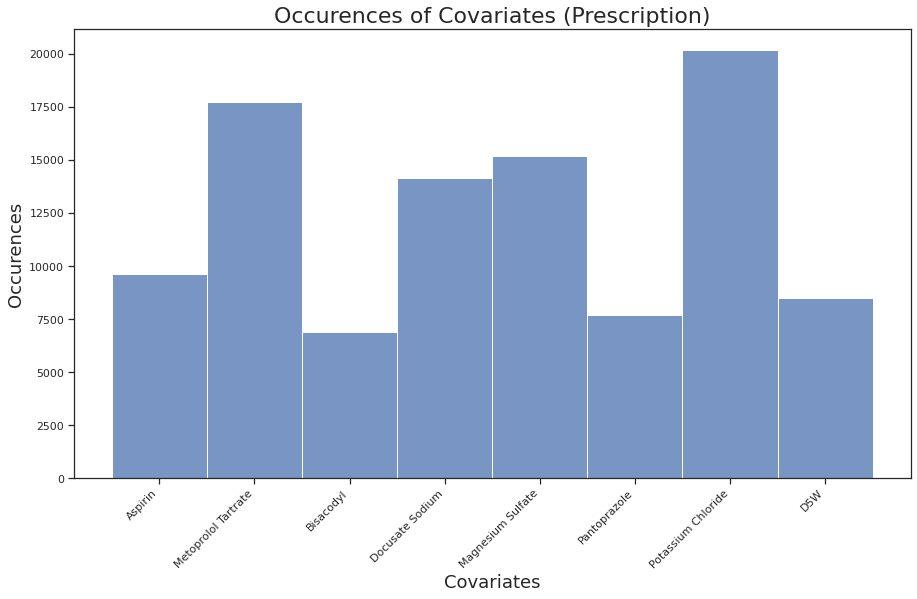 Occurences of Covariates (Prescription)
Occurences
20000
17500
15000
12500
10000
7500
5000
2500
0
Aspirin
Metoprolol Tartrate
Bisacodyl
Docusate Sodium
Magnesium Sulfate
Pantoprazole
Potassium Chloride
D5W
Covariates